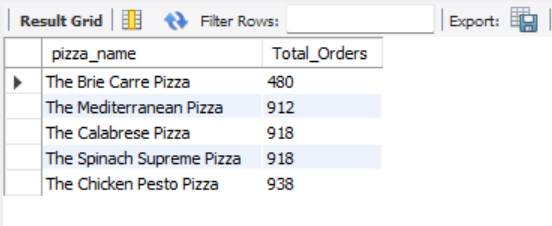 Result Grid Filter Rows: Export:
pizza_name Total_Orders
The Brie Carre Pizza 480
The Mediterranean Pizza 912
The Calabrese Pizza 918
The Spinach Supreme Pizza 918
The Chicken Pesto Pizza 938